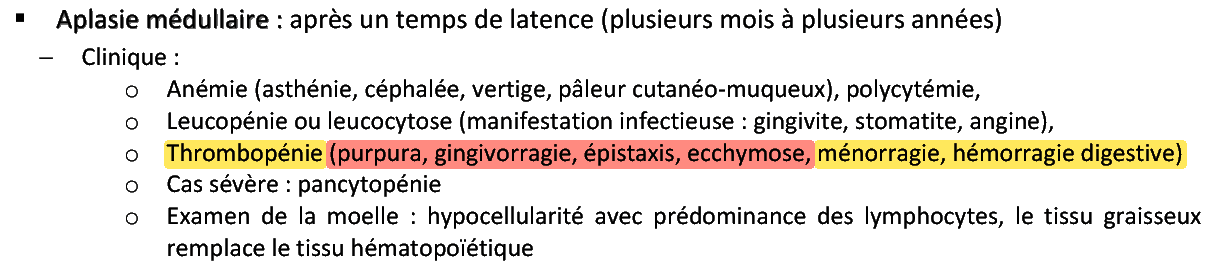 ▪ Aplasie médullaire : après un temps de latence (plusieurs mois à plusieurs années)
– Clinique :
o Anémie (asthénie, céphalée, vertige, pâleur cutanéo-muqueux), polycytémie,
o Leucopénie ou leucocytose (manifestation infectieuse : gingivite, stomatite, angine),
o Thrombopénie (purpura, gingivorragie, épistaxis, ecchymose, ménorragie, hémorragie digestive)
o Cas sévère : pancytopénie
o Examen de la moelle : hypocellularité avec prédominance des lymphocytes, le tissu graisseux
remplace le tissu hématopoïétique